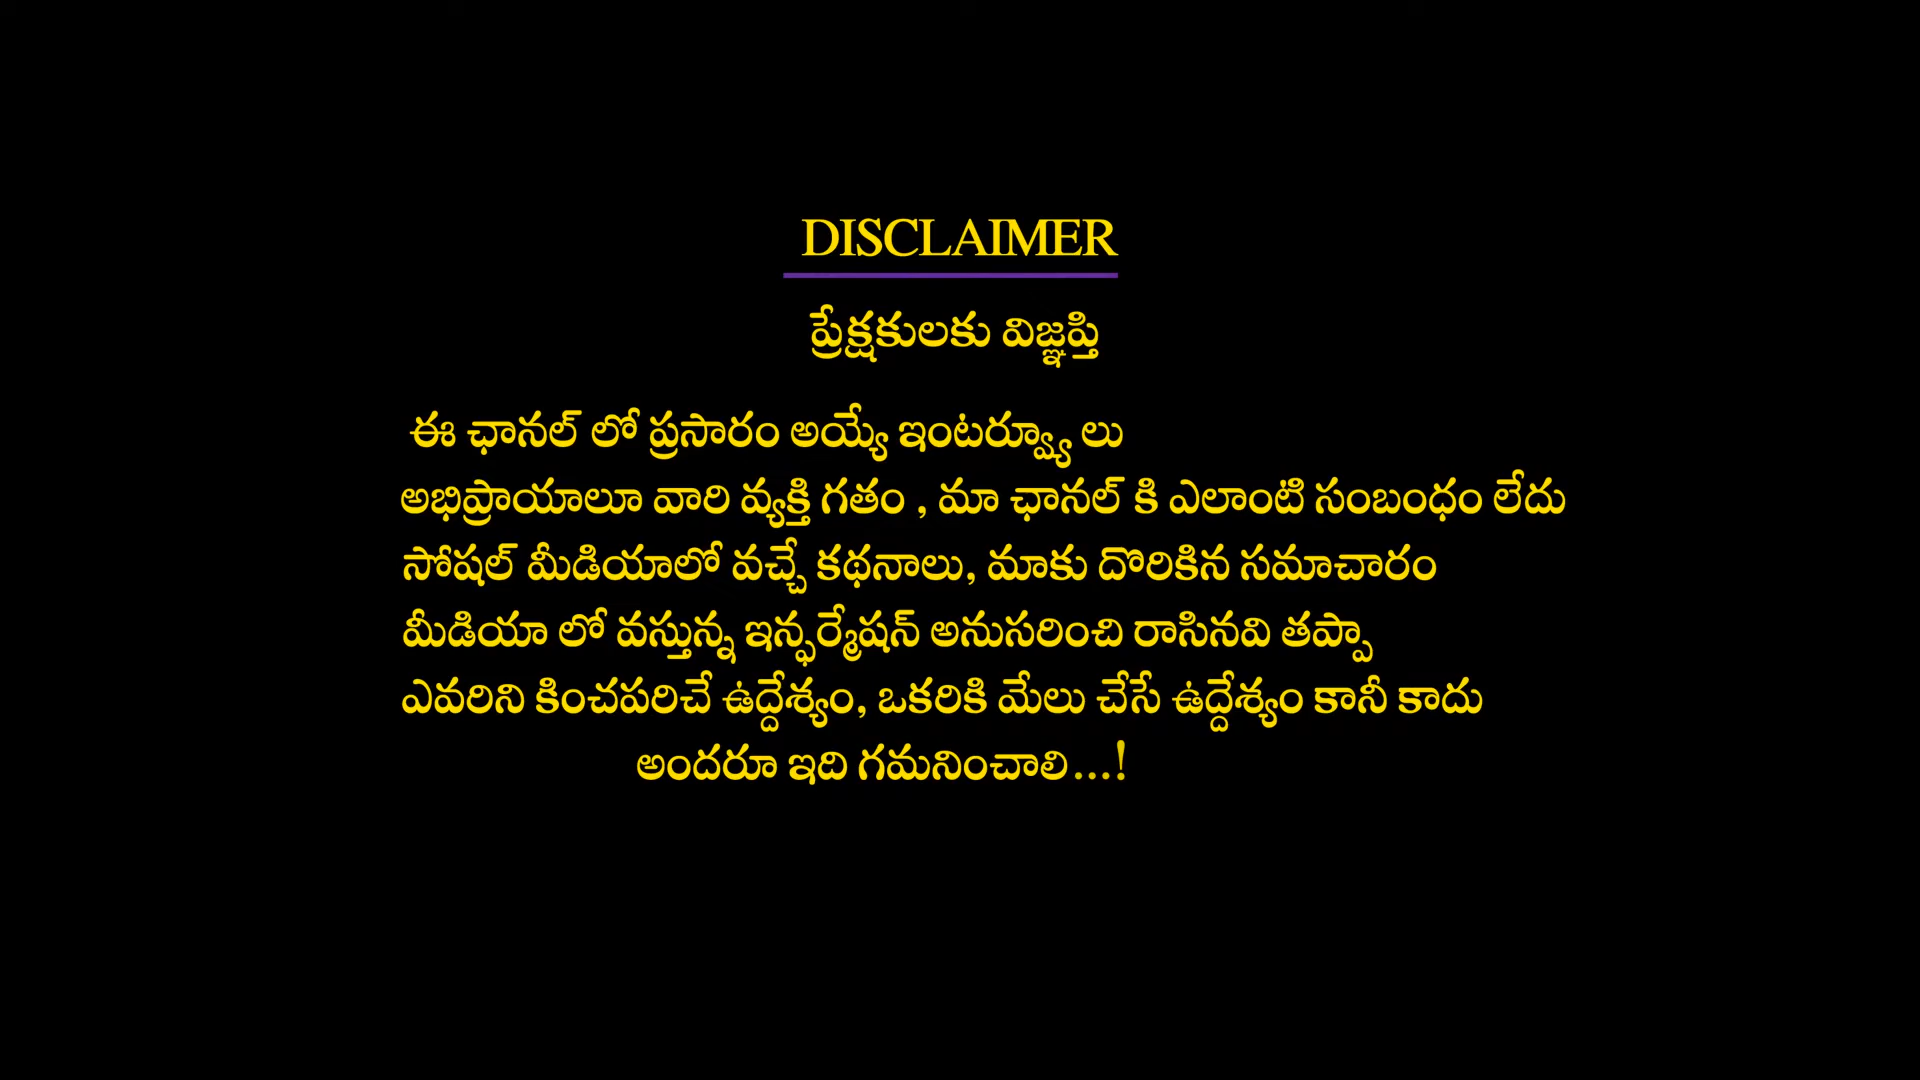 DISCLAIMER
ప్రేక్షకులకు విజ్ఞప్తి
ఈ ఛానల్ లో ప్రసారం అయ్యే ఇంటర్వ్యూ లు
అభిప్రాయాలూ వారి వ్యక్తి గతం , మా ఛానల్ కి ఎలాంటి సంబంధం లేదు
సోషల్ మీడియాలో వచ్చే కథనాలు, మాకు దొరికిన సమాచారం
మీడియా లో వస్తున్న ఇన్ఫర్మేషన్ అనుసరించి రాసినవి తప్పా
ఎవరిని కించపరిచే ఉద్దేశ్యం, ఒకరికి మేలు చేసే ఉద్దేశ్యం కానీ కాదు
అందరూ ఇది గమనించాలి...!